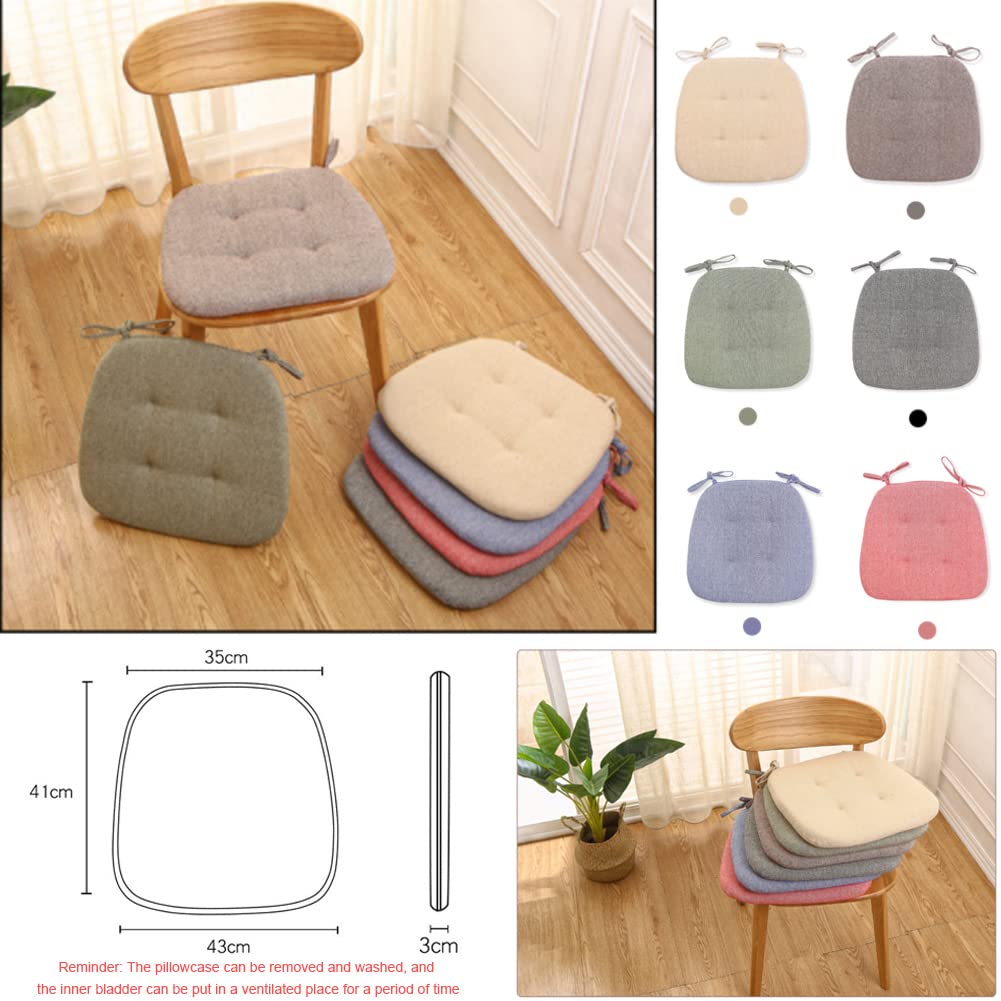 35cm
41cm
43cm
3cm
Reminder: The pillowcase can be removed and washed, and
the inner bladder can be put in a ventilated place for a period of time